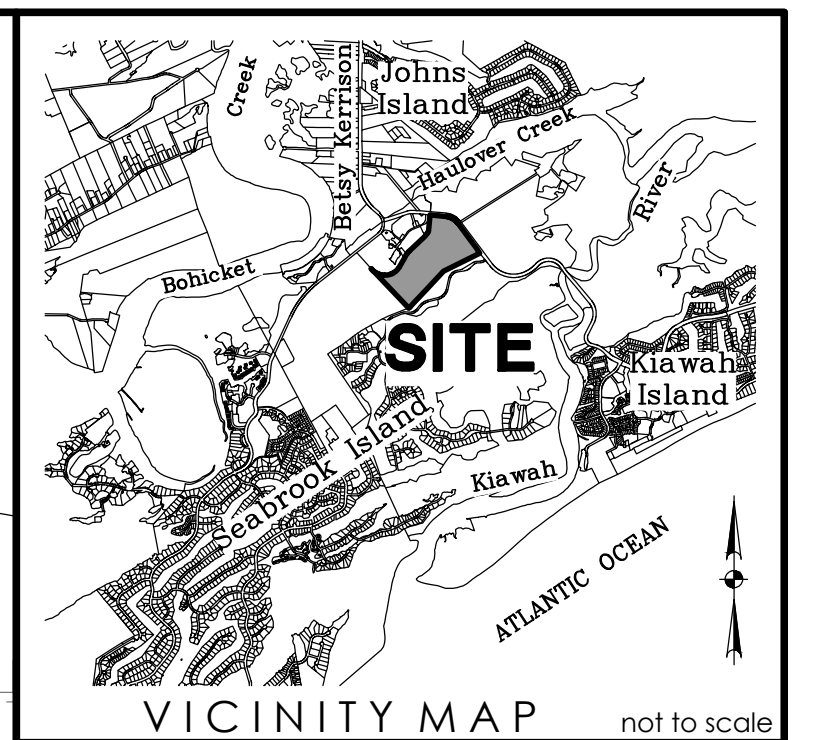 Creek
Betsy Kerrison
Johns
Island
Haulover Creek
River
Bohicket
SITE
Kiawah
Island
Seabrook Island
Kiawah
ATLANTIC OCEAN
VICINITY MAP
not to scale